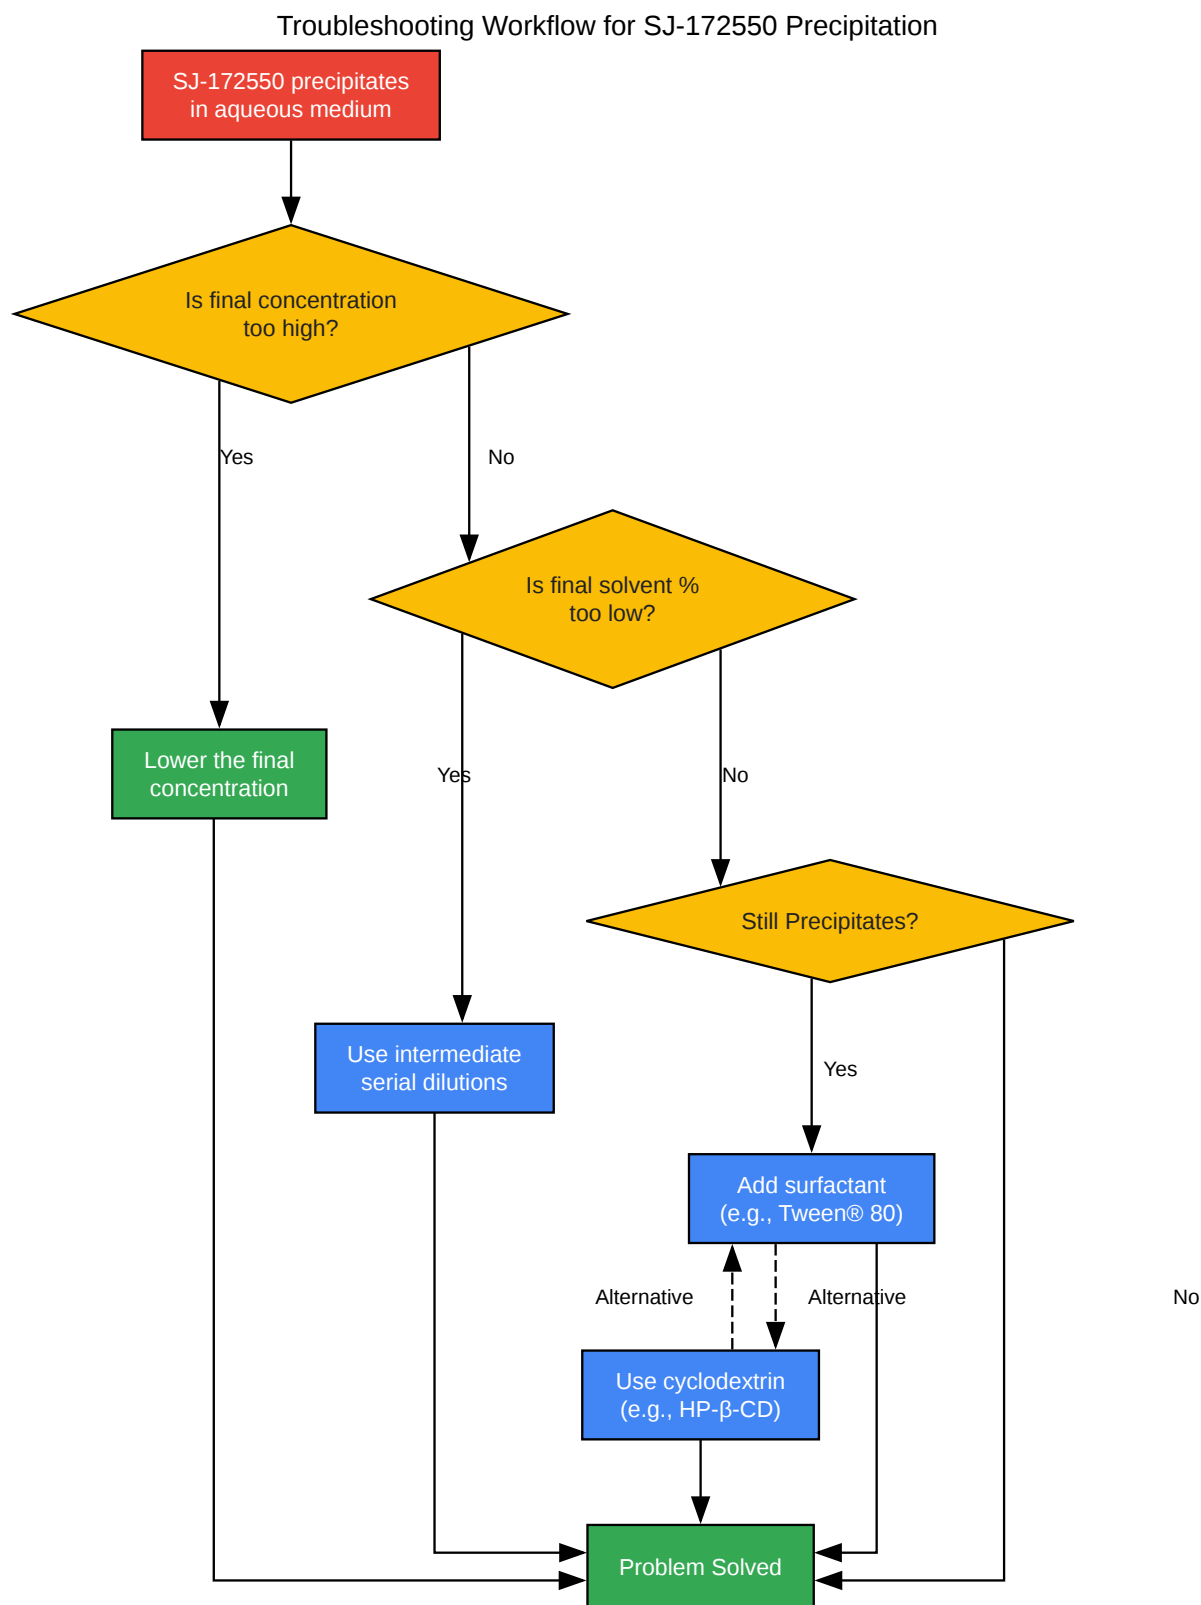 Troubleshooting Workflow for SJ-172550 Precipitation
SJ-172550 precipitates
in aqueous medium
Is final concentration
too high?
Yes
No
Is final solvent %
too low?
Lower the final
concentration
Yes
No
Still Precipitates?
Use intermediate
serial dilutions
Yes
Add surfactant
(e.g., Tween® 80)
Alternative
Alternative
No
Use cyclodextrin
(e.g., HP-β-CD)
Problem Solved